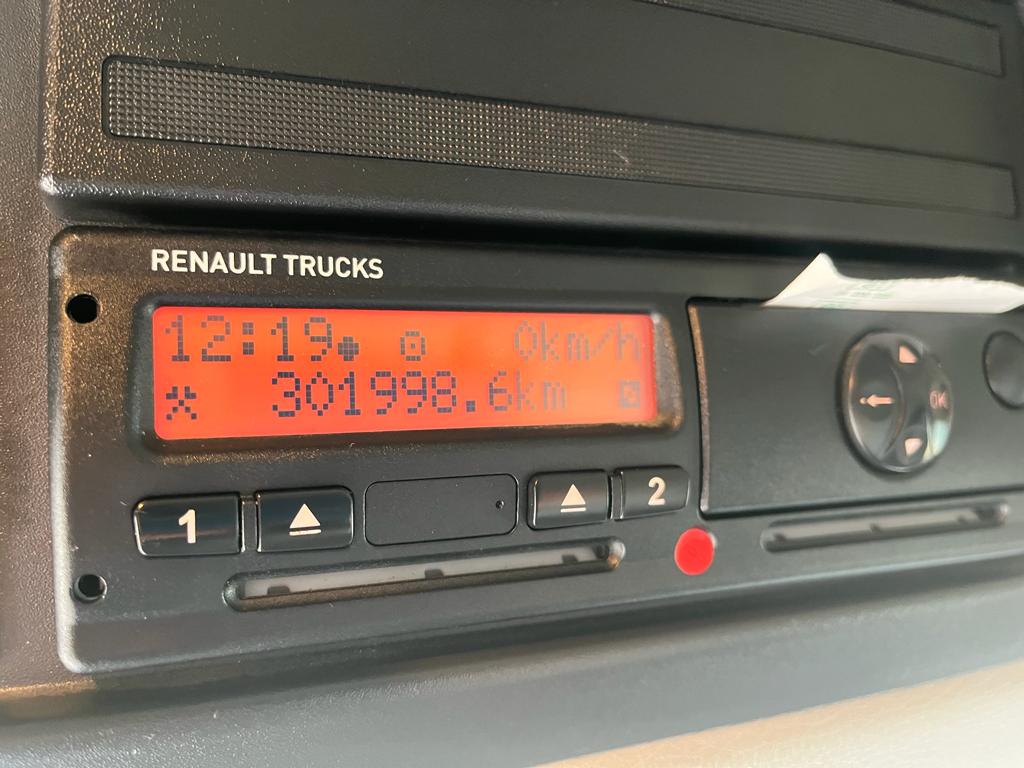 RENAULT TRUCKS
12:19 0km/h
301998.6km
1 2
OK